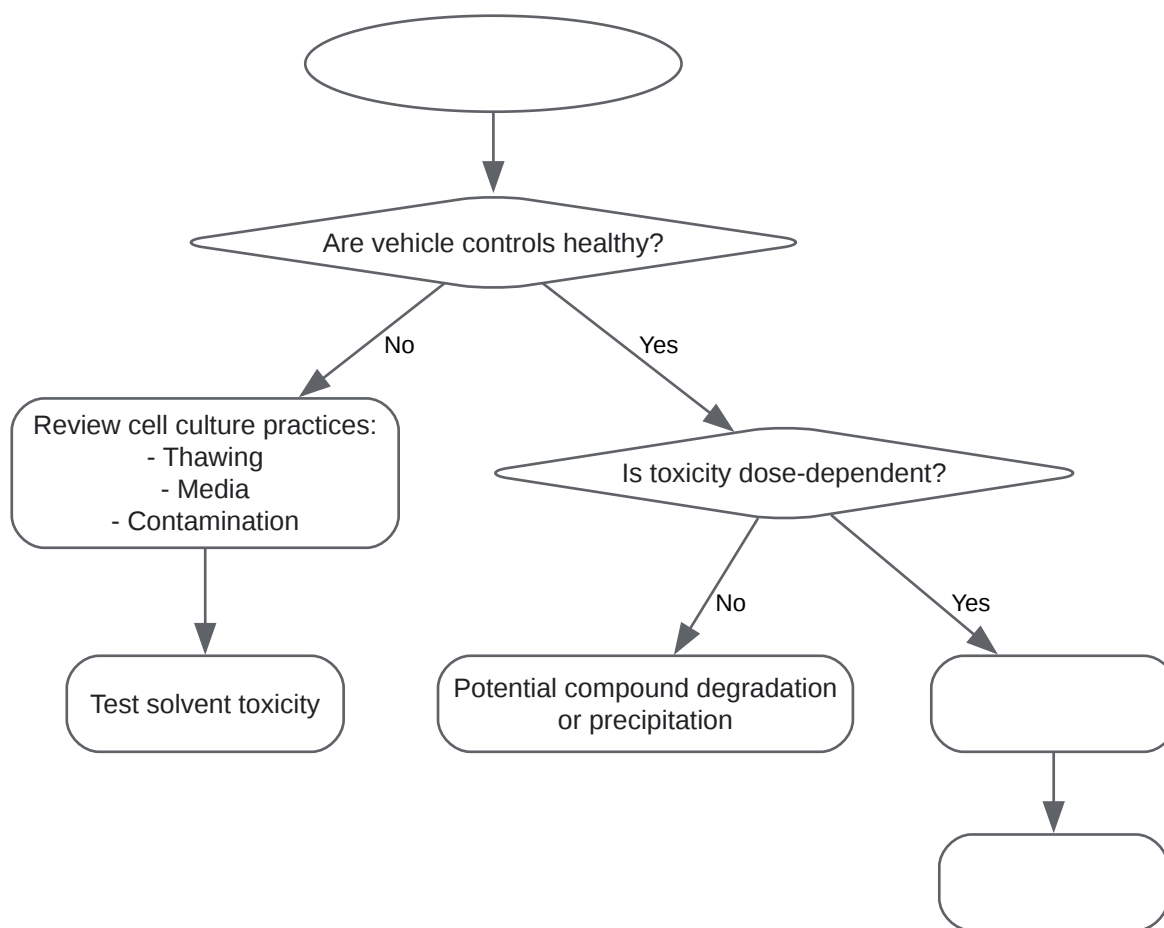 Are vehicle controls healthy?
No
Yes
Review cell culture practices:
- Thawing
- Media
- Contamination
Is toxicity dose-dependent?
No
Yes
Test solvent toxicity
Potential compound degradation
or precipitation